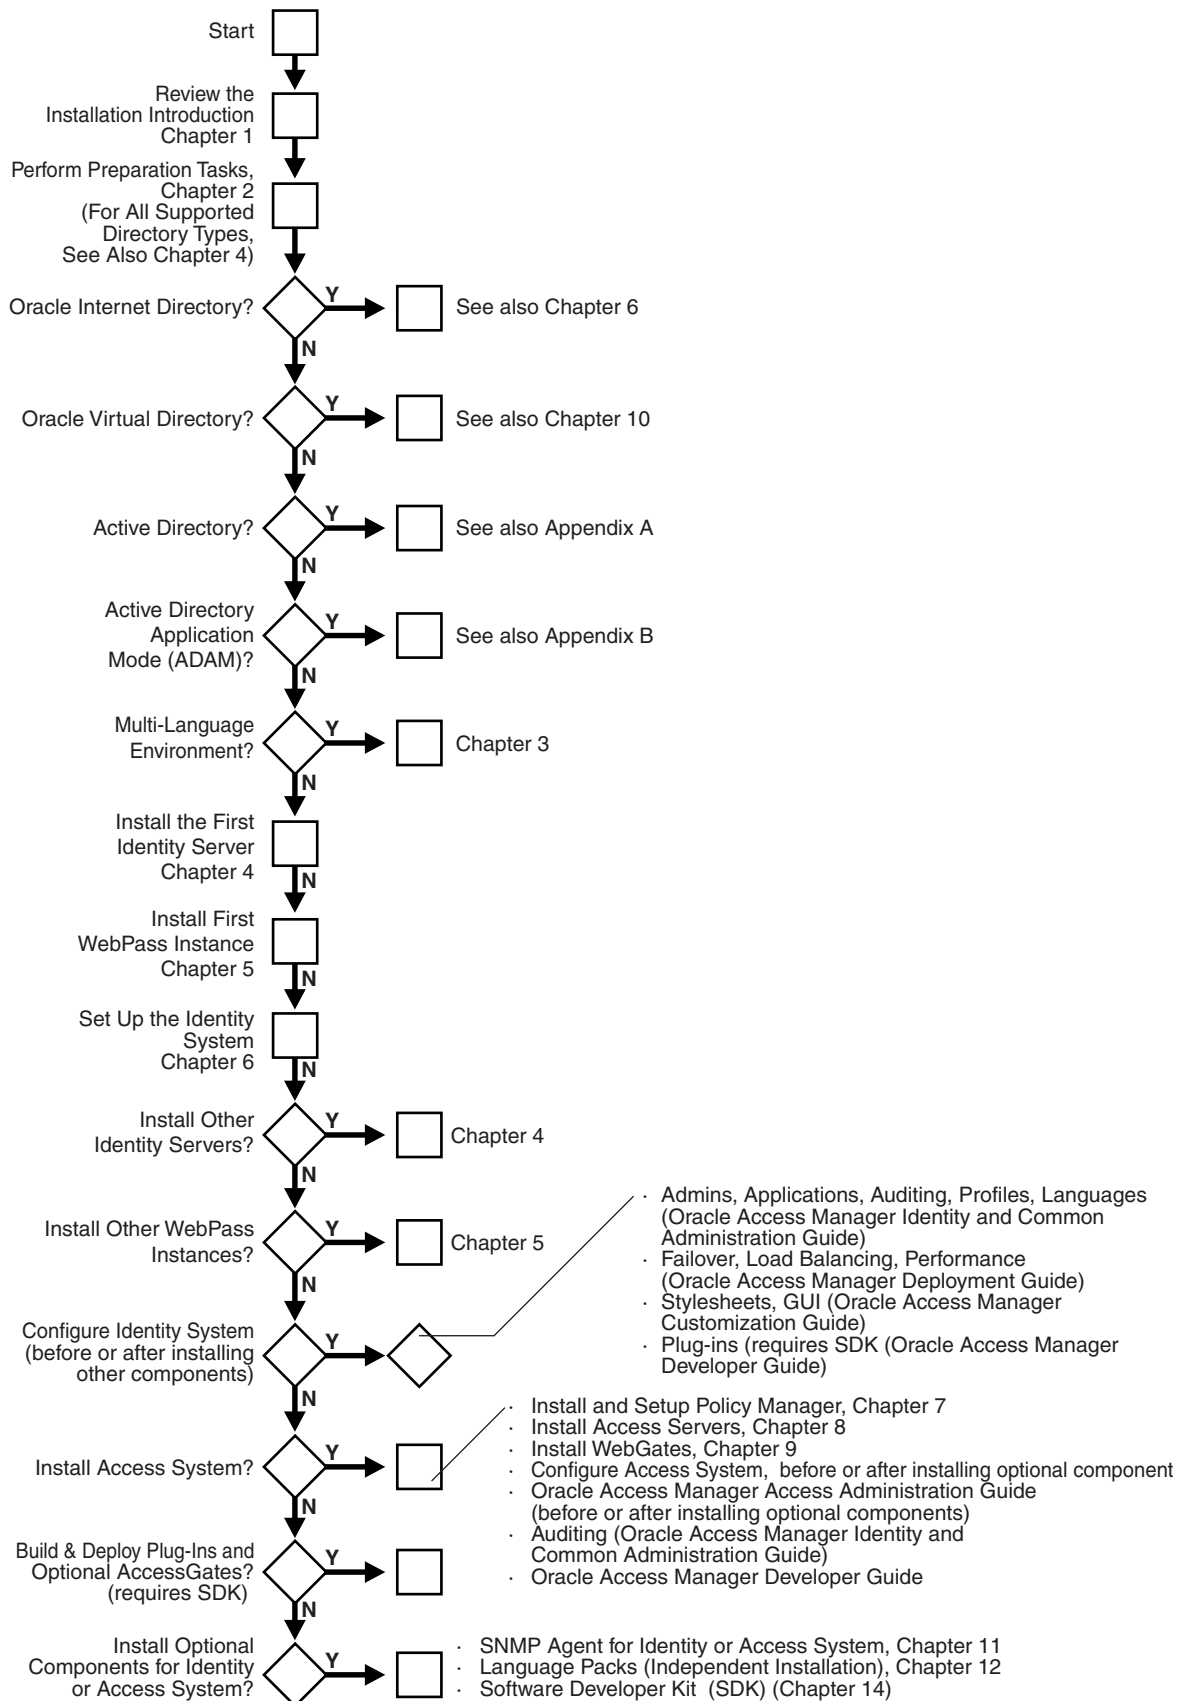 Start
Review the
Installation Introduction
Chapter 1
Perform Preparation Tasks,
Chapter 2
(For All Supported
Directory Types,
See Also Chapter 4)
Oracle Internet Directory?
Y
See also Chapter 6
N
Oracle Virtual Directory?
Y
See also Chapter 10
N
Active Directory?
Y
See also Appendix A
N
Active Directory
Application
Mode (ADAM)?
Y
See also Appendix B
N
Multi-Language
Environment?
Y
Chapter 3
N
Install the First
Identity Server
Chapter 4
N
Install First
WebPass Instance
Chapter 5
N
Set Up the Identity
System
Chapter 6
N
Install Other
Identity Servers?
Y
Chapter 4
N
Install Other WebPass
Instances?
Y
Chapter 5
N
Configure Identity System
(before or after installing
other components)
Y
· Admins, Applications, Auditing, Profiles, Languages
(Oracle Access Manager Identity and Common
Administration Guide)
· Failover, Load Balancing, Performance
(Oracle Access Manager Deployment Guide)
· Stylesheets, GUI (Oracle Access Manager
Customization Guide)
· Plug-ins (requires SDK (Oracle Access Manager
Developer Guide)
N
Install Access System?
Y
· Install and Setup Policy Manager, Chapter 7
· Install Access Servers, Chapter 8
· Install WebGates, Chapter 9
· Configure Access System, before or after installing optional component
· Oracle Access Manager Access Administration Guide
(before or after installing optional components)
· Auditing (Oracle Access Manager Identity and
Common Administration Guide)
· Oracle Access Manager Developer Guide
N
Build & Deploy Plug-Ins and
Optional AccessGates?
(requires SDK)
Y
N
Install Optional
Components for Identity
or Access System?
Y
· SNMP Agent for Identity or Access System, Chapter 11
· Language Packs (Independent Installation), Chapter 12
· Software Developer Kit (SDK) (Chapter 14)